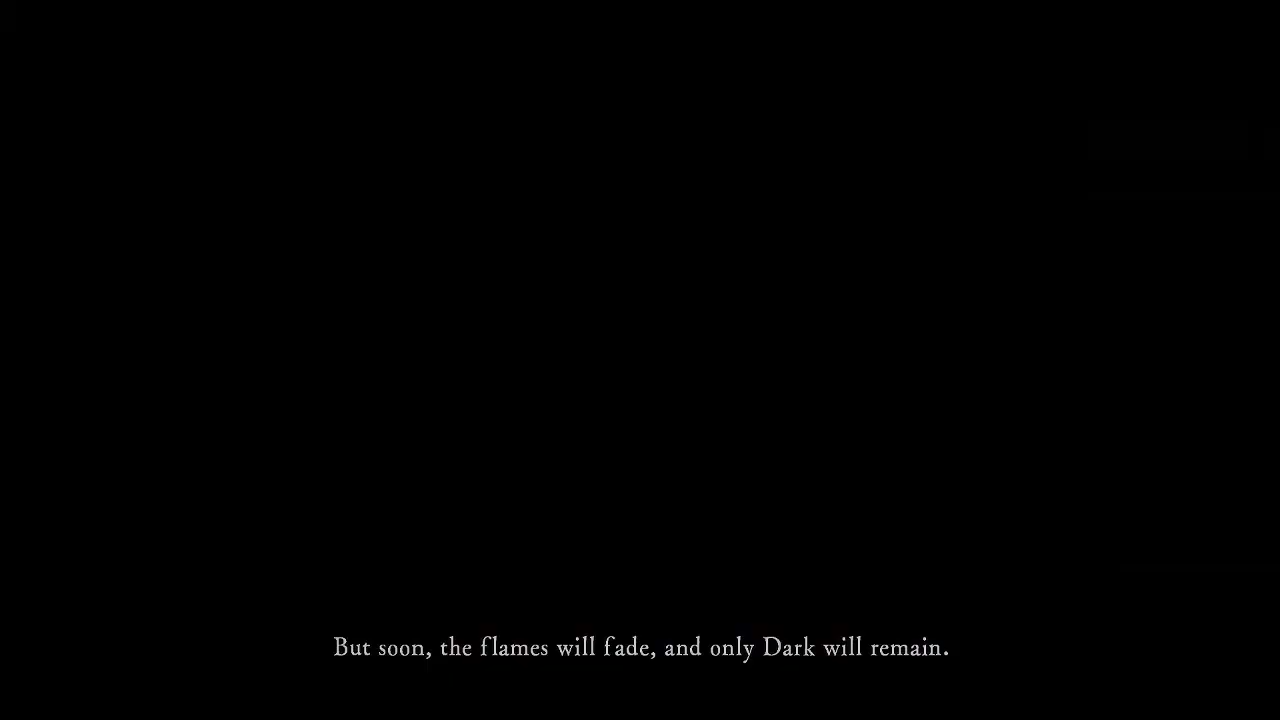 But soon, the flames will fade, and only Dark will remain.